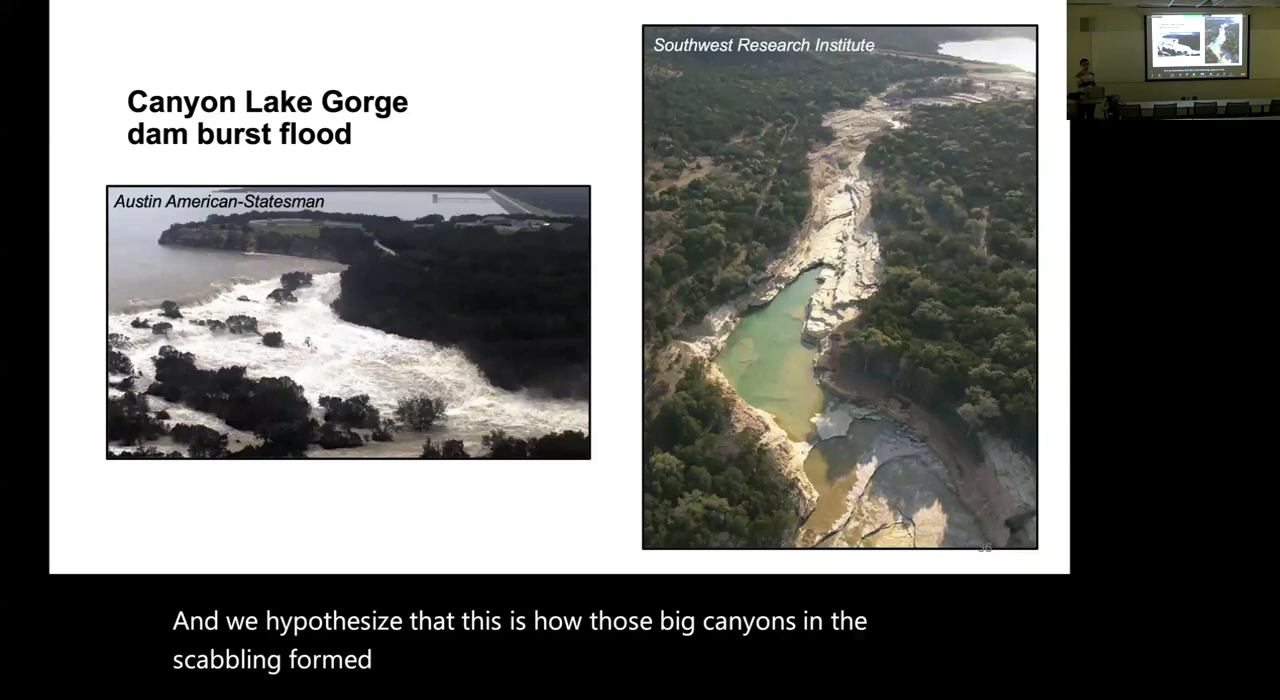 Canyon Lake Gorge
dam burst flood
Austin American-Statesman
Southwest Research Institute
36
And we hypothesize that this is how those big canyons in the
scabbling formed